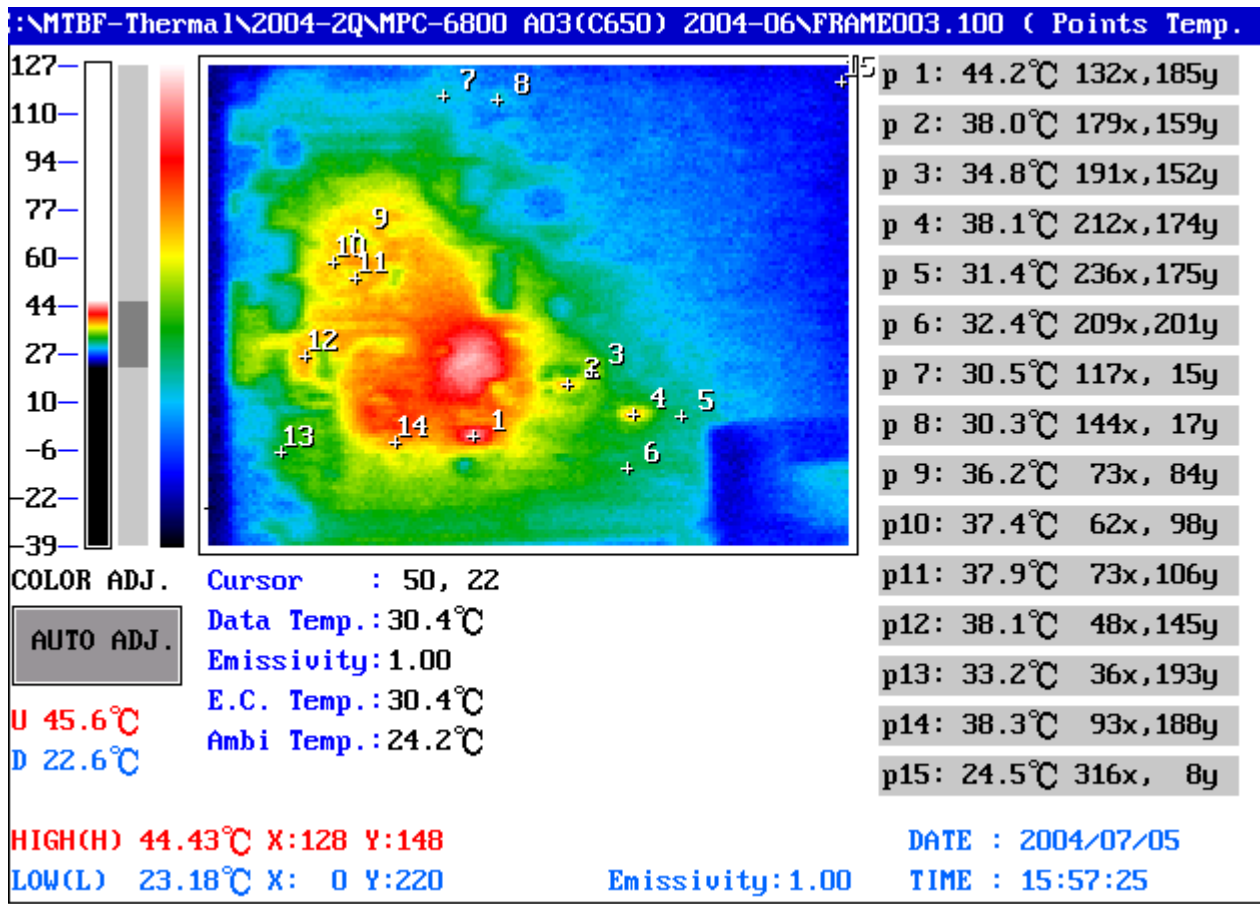 :\MTBF-Thermal\2004-2Q\MPC-6800 A03(C650) 2004-06\FRAME003.100 ( Points Temp.
127
110
94
77
60
44
27
10
-6
-22
-39
COLOR ADJ.
AUTO ADJ.
U 45.6℃
D 22.6℃
7
8
15
9
10
11
12
3
2
4
5
1
14
13
6
Cursor : 50, 22
Data Temp.:30.4℃
Emissivity:1.00
E.C. Temp.:30.4℃
Ambi Temp.:24.2℃
p 1: 44.2℃ 132x,185y
p 2: 38.0℃ 179x,159y
p 3: 34.8℃ 191x,152y
p 4: 38.1℃ 212x,174y
p 5: 31.4℃ 236x,175y
p 6: 32.4℃ 209x,201y
p 7: 30.5℃ 117x, 15y
p 8: 30.3℃ 144x, 17y
p 9: 36.2℃ 73x, 84y
p10: 37.4℃ 62x, 98y
p11: 37.9℃ 73x,106y
p12: 38.1℃ 48x,145y
p13: 33.2℃ 36x,193y
p14: 38.3℃ 93x,188y
p15: 24.5℃ 316x, 8y
HIGH(H) 44.43℃ X:128 Y:148
LOW(L) 23.18℃ X: 0 Y:220
Emissivity:1.00
DATE : 2004/07/05
TIME : 15:57:25